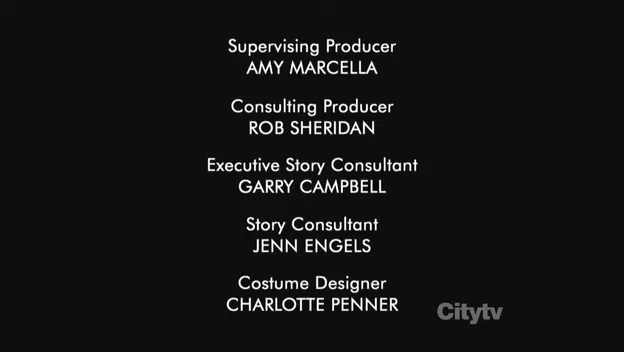 Supervising Producer
AMY MARCELLA
Consulting Producer
ROB SHERIDAN
Executive Story Consultant
GARRY CAMPBELL
Story Consultant
JENN ENGELS
Costume Designer
CHARLOTTE PENNER
Citytv